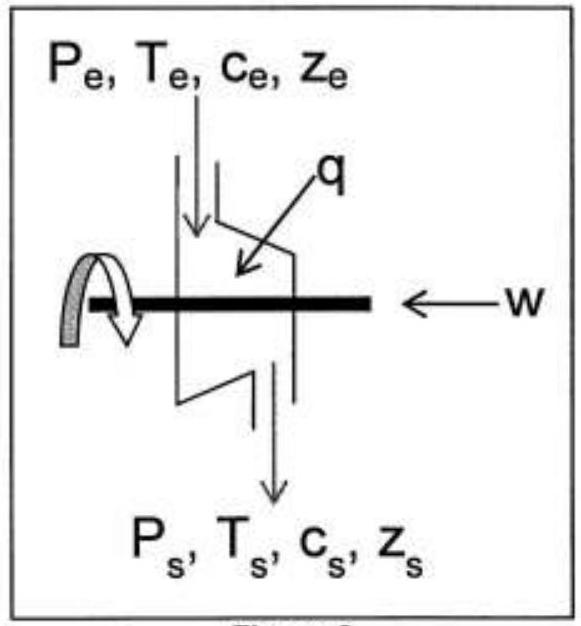 Pe, Te, ce, ze
q
w
Ps, Ts, cs, zs